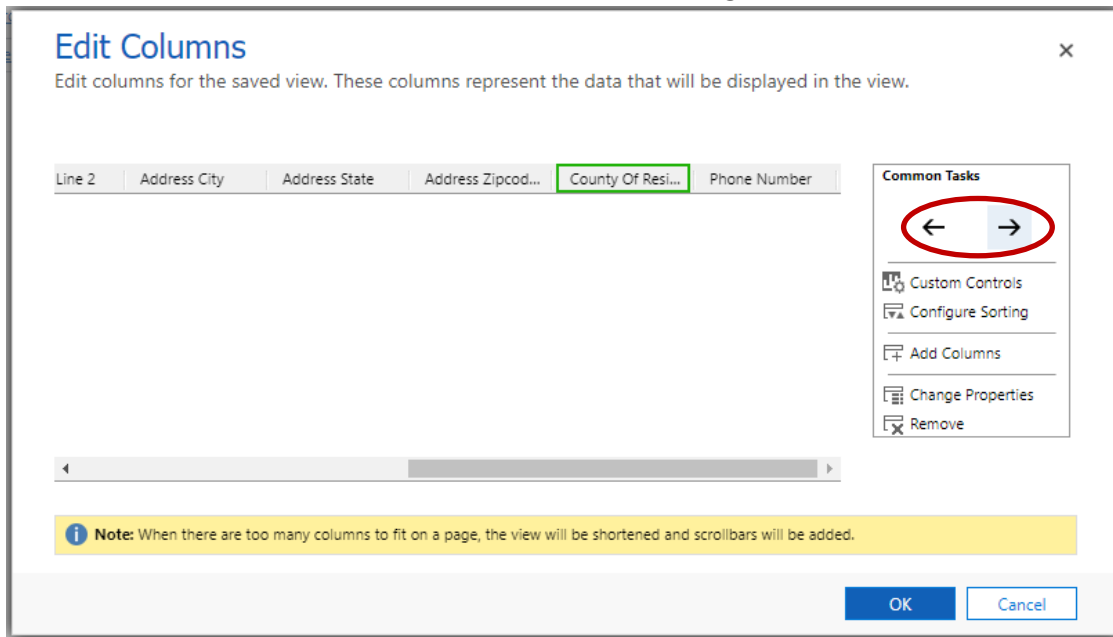 Edit Columns
Edit columns for the saved view. These columns represent the data that will be displayed in the view.
Line 2 Address City Address State Address Zipcod... County Of Resi... Phone Number
Common Tasks
Custom Controls
Configure Sorting
Add Columns
Change Properties
Remove
Note: When there are too many columns to fit on a page, the view will be shortened and scrollbars will be added.
OK Cancel